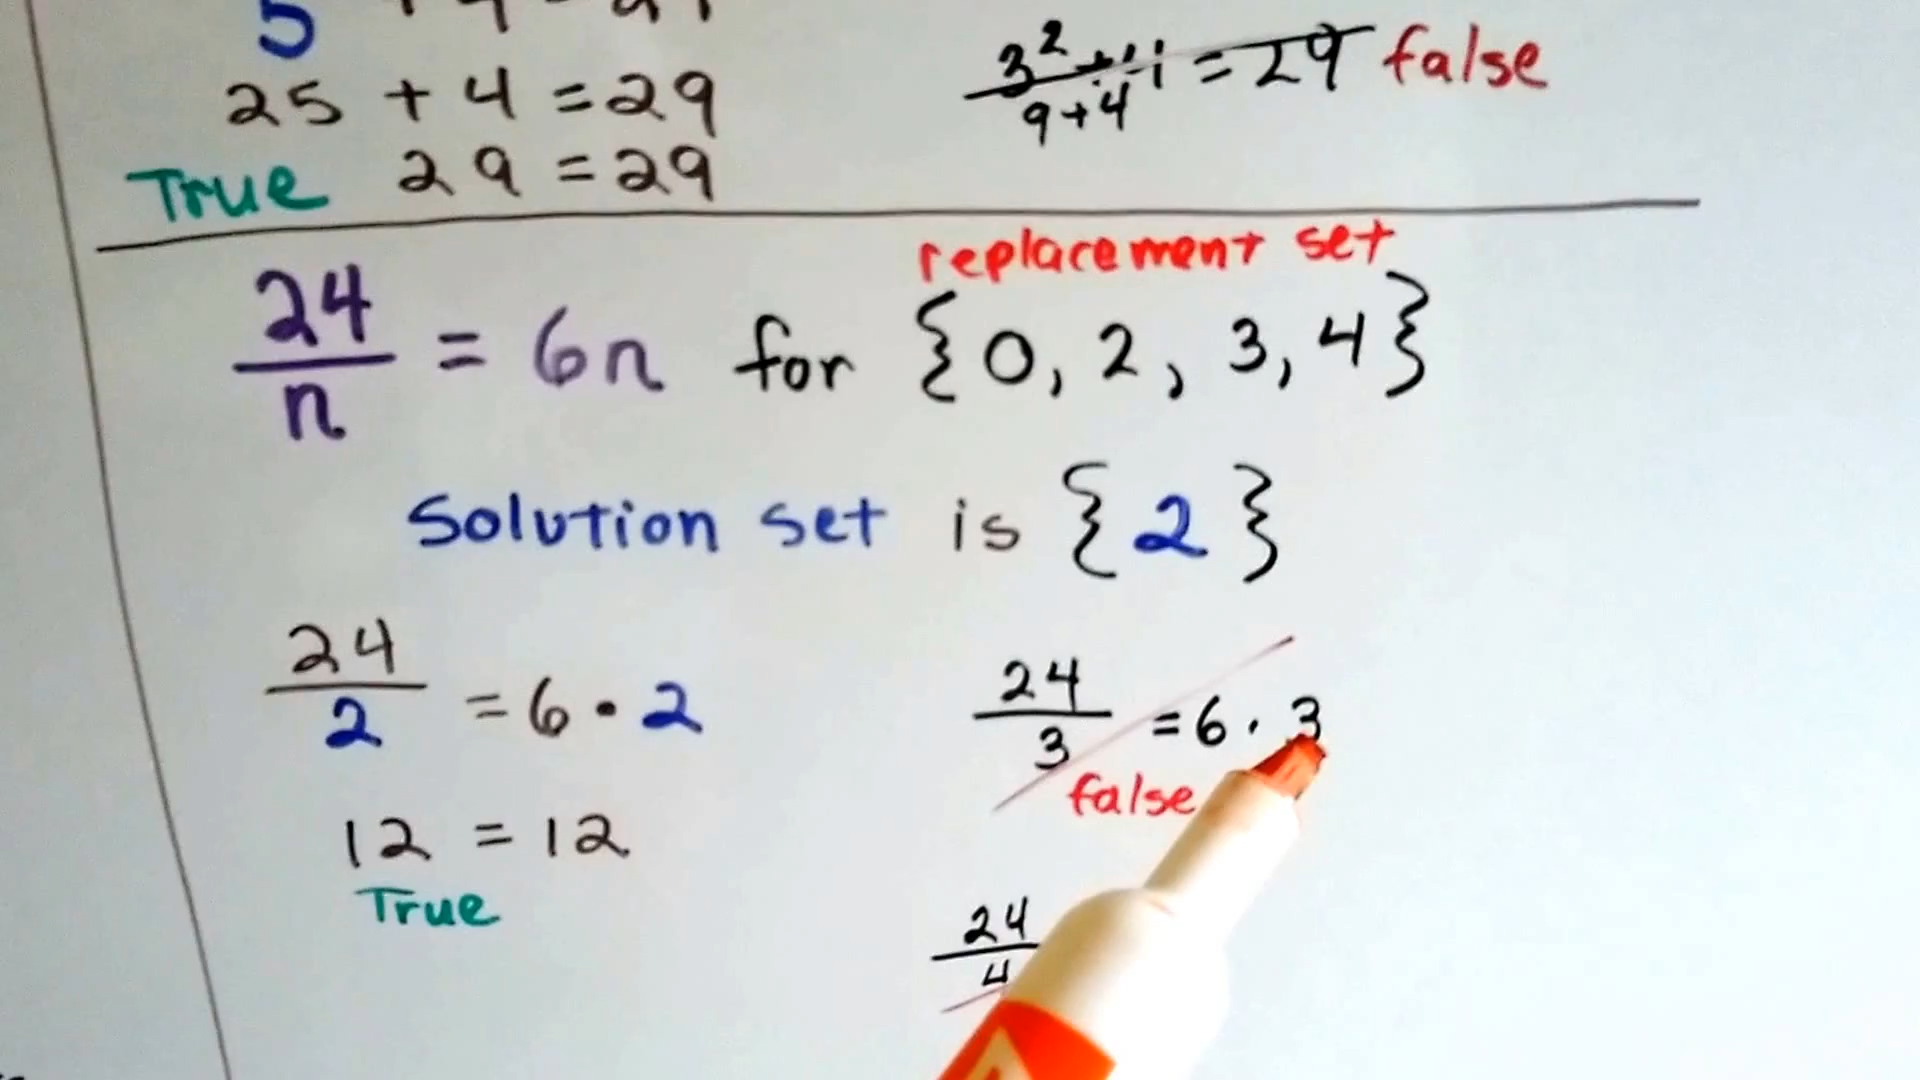 5
25 + 4 = 29
True 29 = 29
3² + 4 = 29 false
9+4
replacement set
24/n = 6n for {0, 2, 3, 4}
Solution set is {2}
24/2 = 6 · 2
12 = 12
True
24/3 = 6 · 3
false
24/4